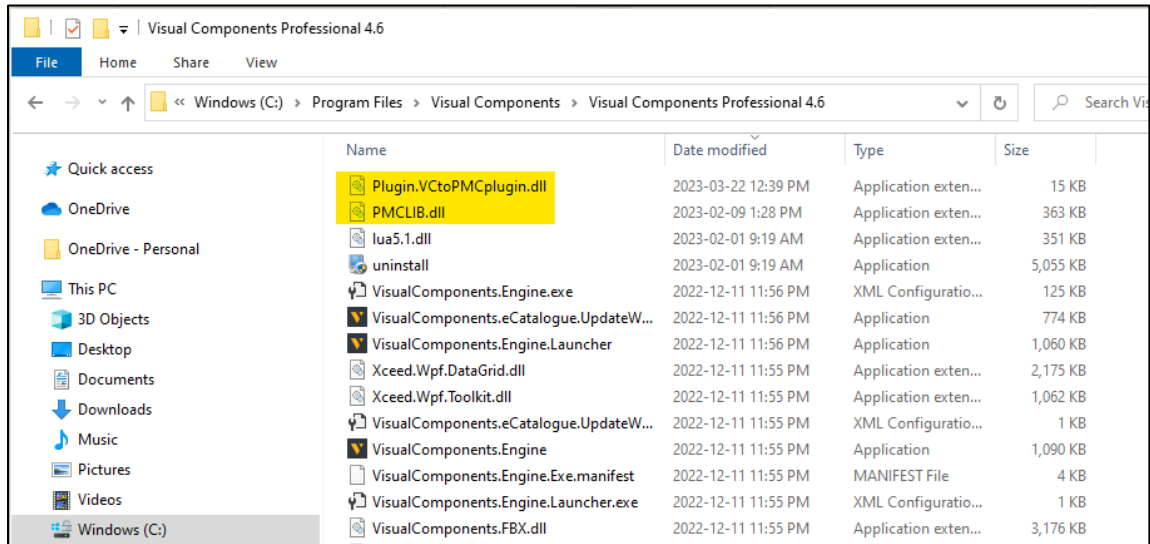 Visual Components Professional 4.6
File Home Share View
« Windows (C:) > Program Files > Visual Components > Visual Components Professional 4.6 Search Vis
Name Date modified Type Size
Quick access
OneDrive
OneDrive - Personal
This PC
3D Objects
Desktop
Documents
Downloads
Music
Pictures
Videos
Windows (C:)
Plugin.VCtoPMCplugin.dll 2023-03-22 12:39 PM Application exten... 15 KB
PMCLIB.dll 2023-02-09 1:28 PM Application exten... 363 KB
lua5.1.dll 2023-02-01 9:19 AM Application exten... 351 KB
uninstall 2023-02-01 9:19 AM Application 5,055 KB
VisualComponents.Engine.exe 2022-12-11 11:56 PM XML Configuratio... 125 KB
VisualComponents.eCatalogue.UpdateW... 2022-12-11 11:56 PM Application 774 KB
VisualComponents.Engine.Launcher 2022-12-11 11:56 PM Application 1,060 KB
Xceed.Wpf.DataGrid.dll 2022-12-11 11:55 PM Application exten... 2,175 KB
Xceed.Wpf.Toolkit.dll 2022-12-11 11:55 PM Application exten... 1,062 KB
VisualComponents.eCatalogue.UpdateW... 2022-12-11 11:55 PM XML Configuratio... 1 KB
VisualComponents.Engine 2022-12-11 11:55 PM Application 1,090 KB
VisualComponents.Engine.Exe.manifest 2022-12-11 11:55 PM MANIFEST File 4 KB
VisualComponents.Engine.Launcher.exe 2022-12-11 11:55 PM XML Configuratio... 1 KB
VisualComponents.FBX.dll 2022-12-11 11:55 PM Application exten... 3,176 KB